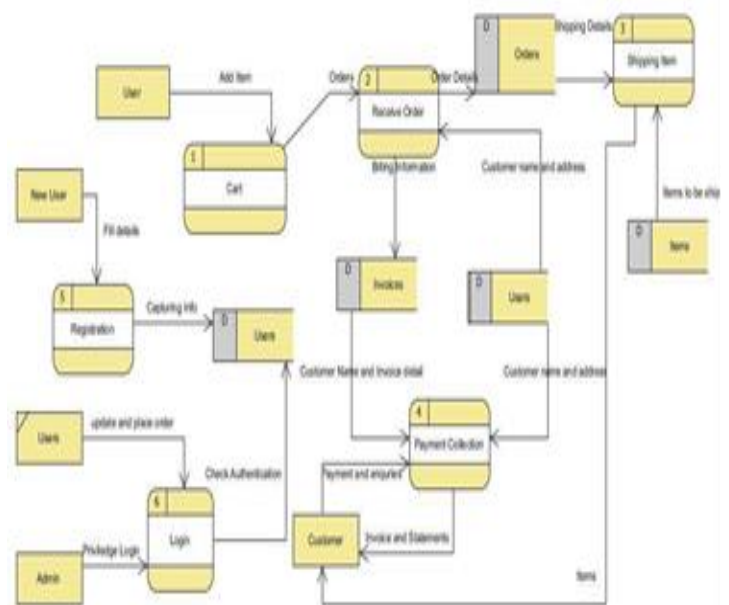 D
Orders
Shipping Details
3
Shipping Item
User
Add Item
Orders
2
Receive Order
Order Details
1
Cart
Billing Information
Customer name and address
New User
Fill details
Items to be ship
D
Items
D
Invoices
D
Users
5
Registration
Capturing Info
D
Users
Customer Name and Invoice detail
Customer name and address
4
Payment Collection
Users
update and place order
Check Authentication
Payment and enquiried
6
Login
Customer
Invoice and Statements
Admin
Priviledge Login
Items